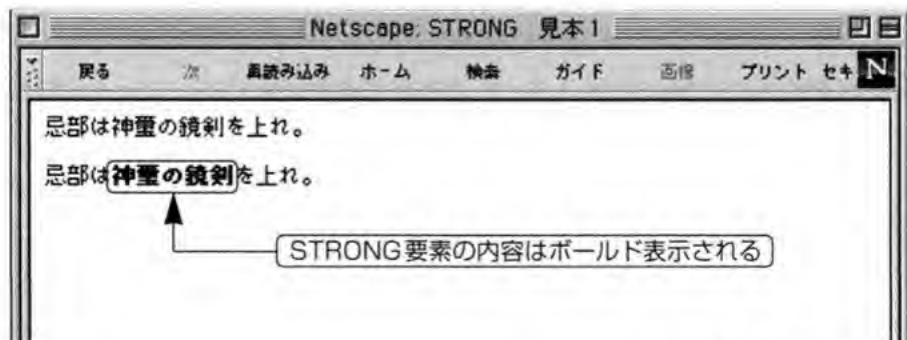 Netscape: STRONG 見本1
戻る 次 再読み込み ホーム 検索 ガイド 画像 プリント セキ N
忌部は神璽の鏡剣を上れ。
忌部は神璽の鏡剣を上れ。
STRONG要素の内容はボールド表示される